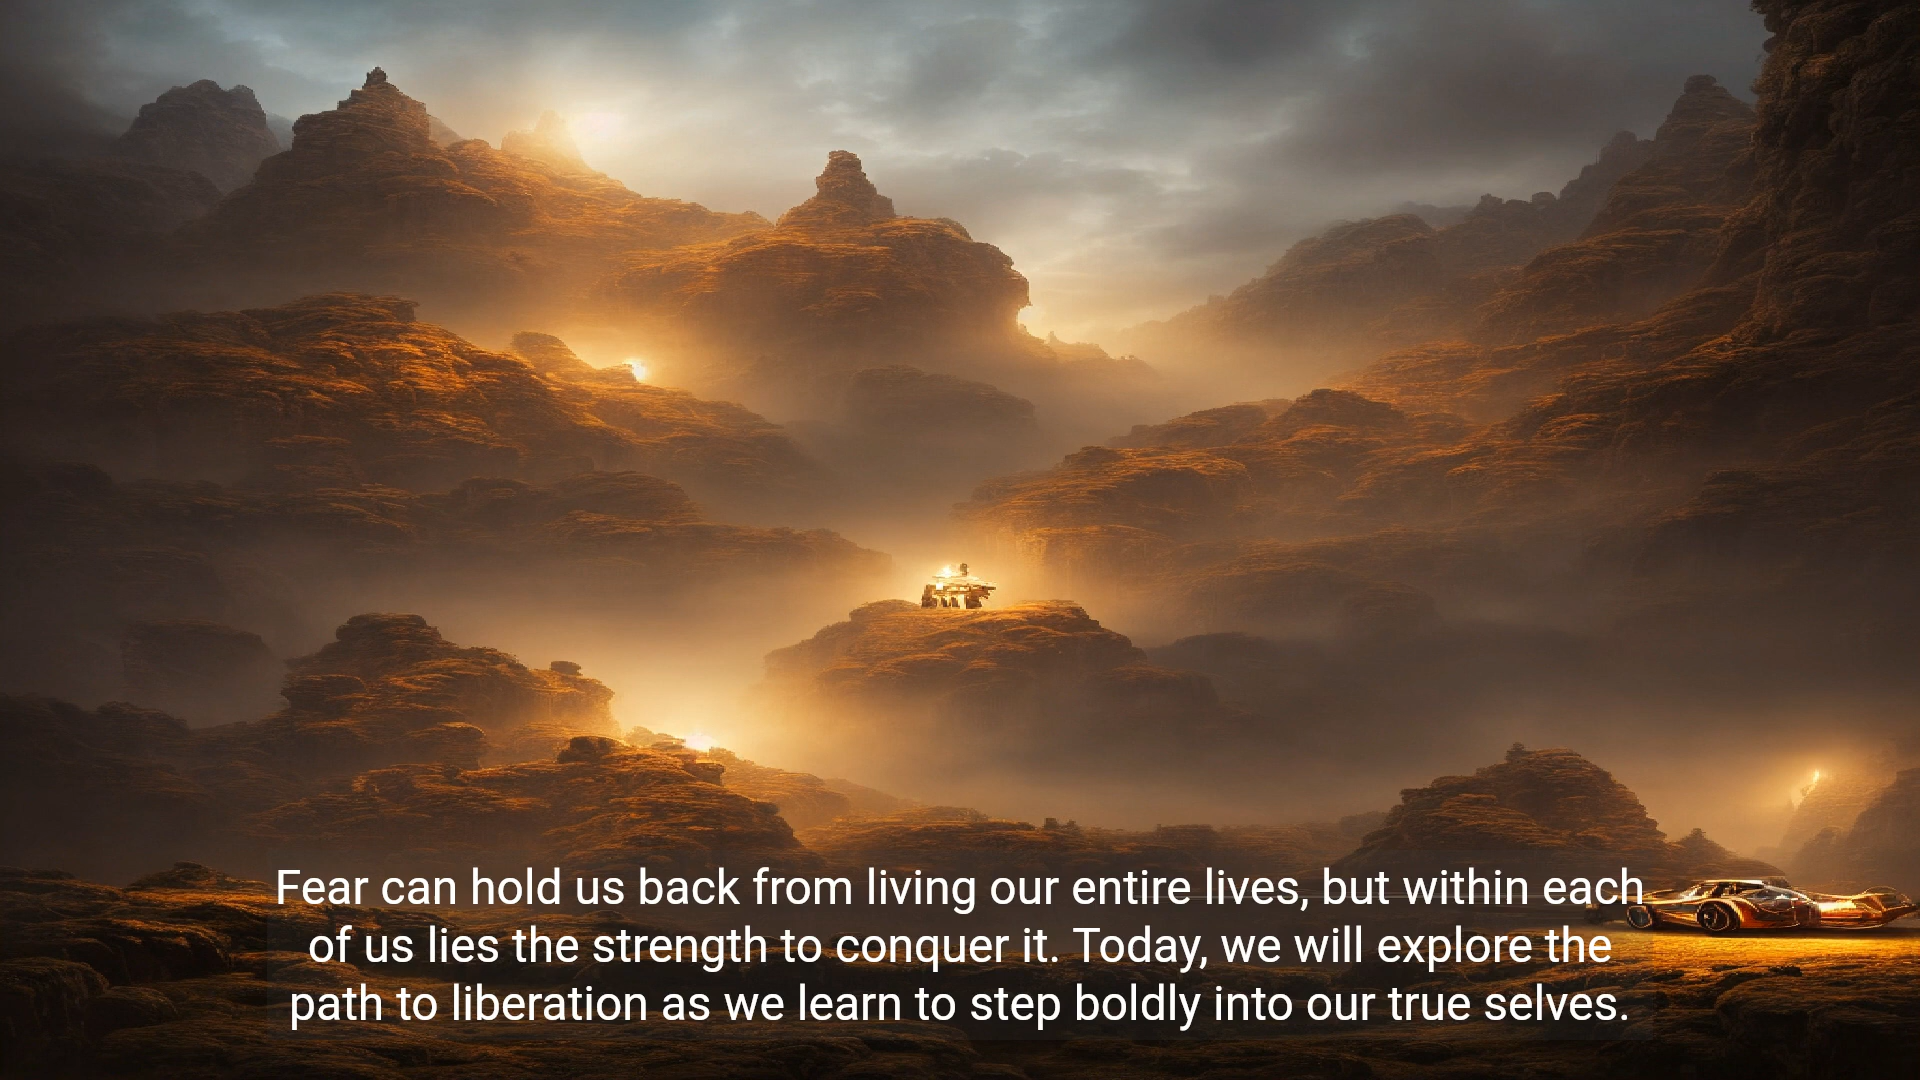 Fear can hold us back from living our entire lives, but within each
of us lies the strength to conquer it. Today, we will explore the
path to liberation as we learn to step boldly into our true selves.